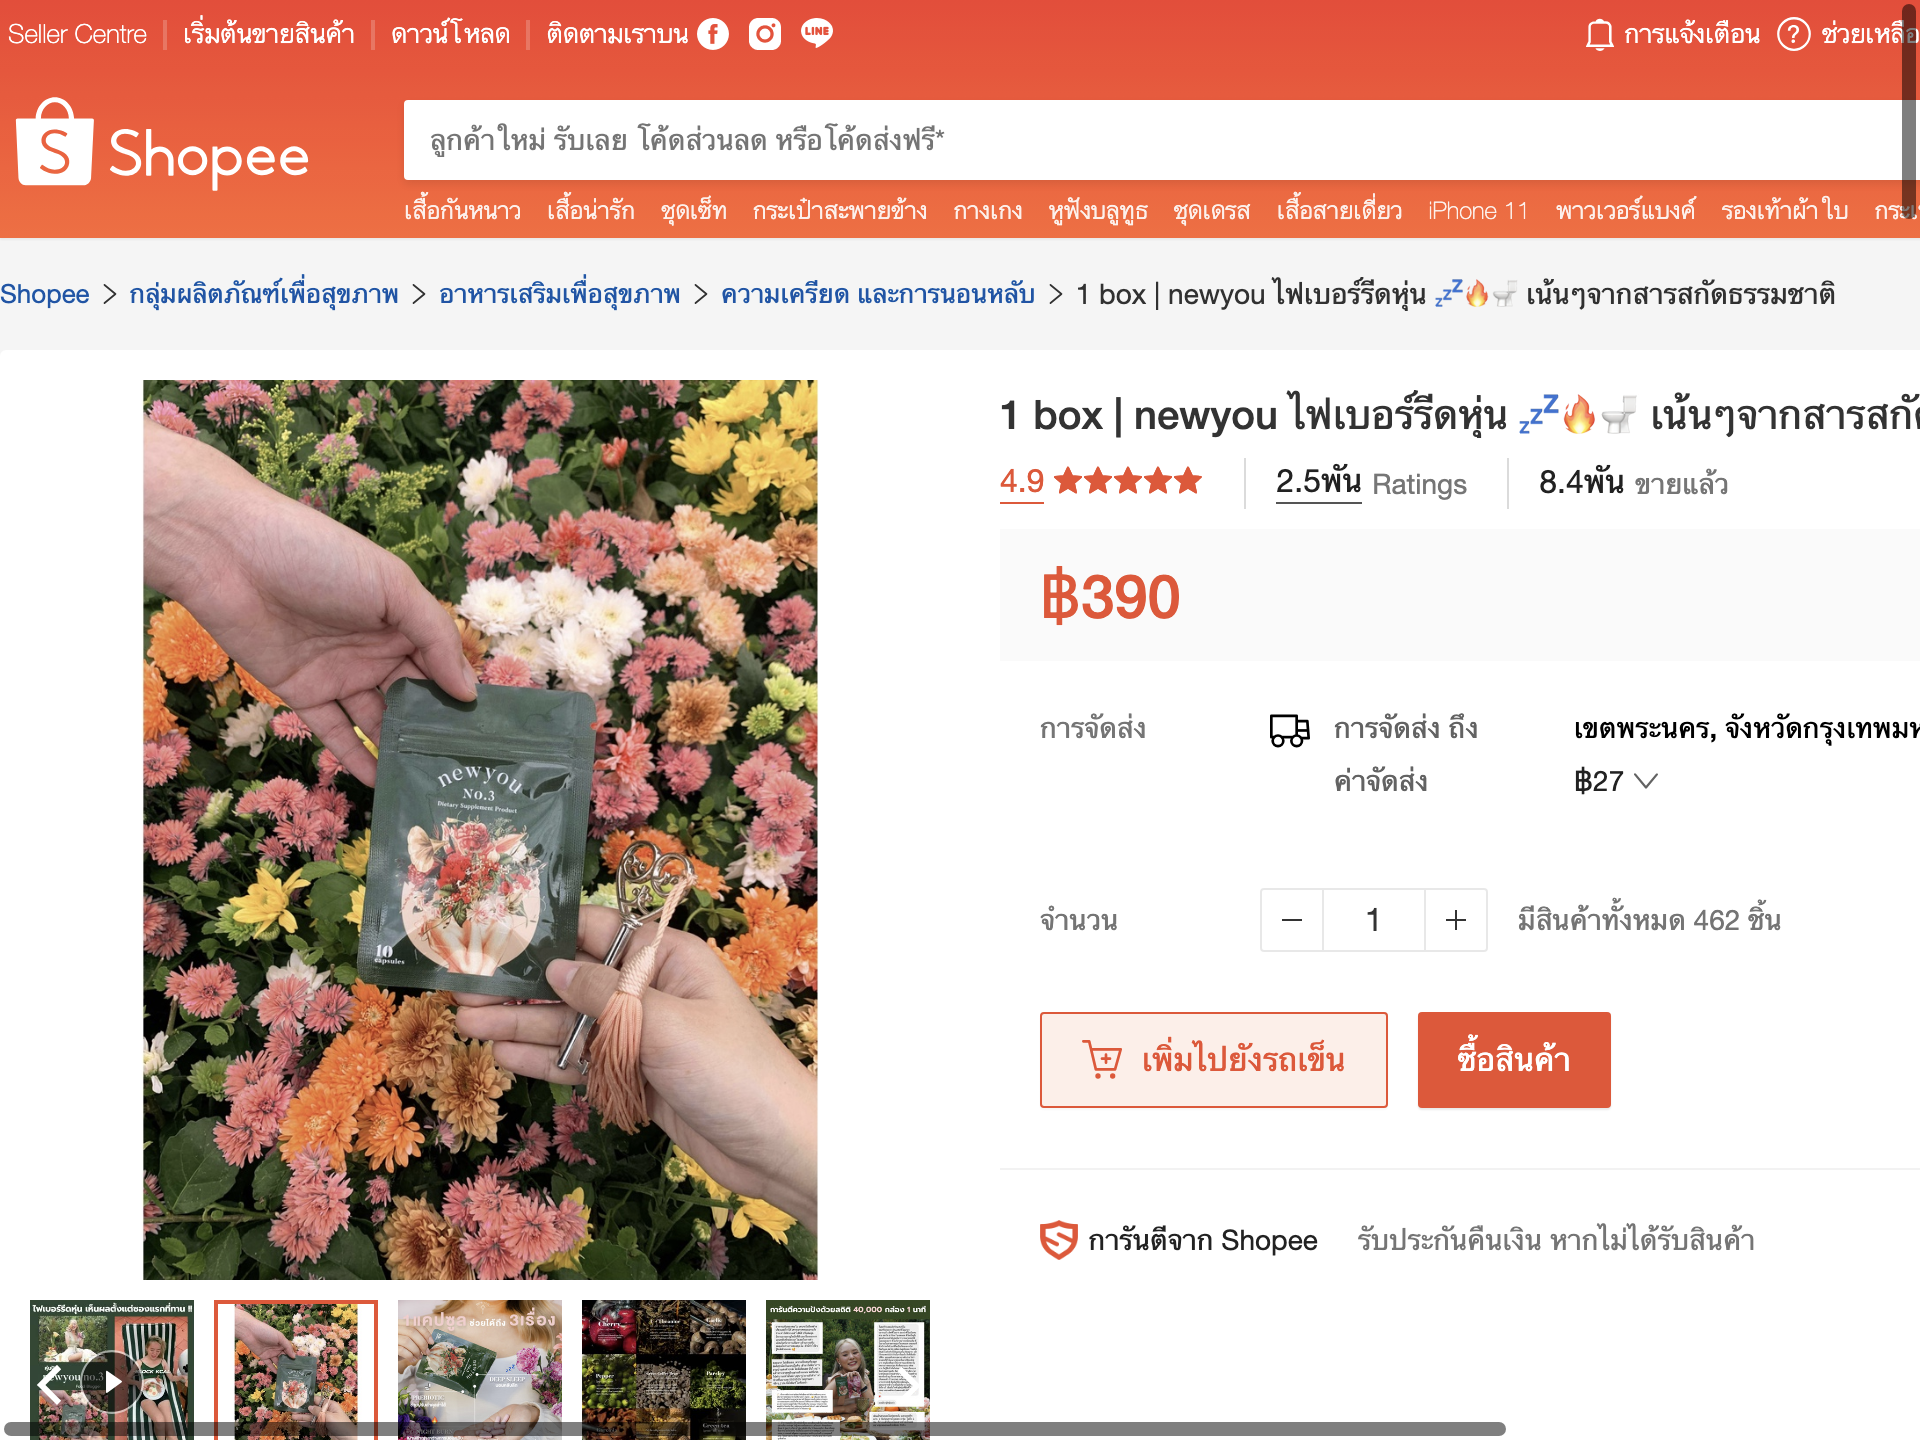 Seller Centre
เริ่มต้นขายสินค้า
ดาวน์โหลด
ติดตามเราบน
LINE
การแจ้งเตือน
ช่วยเหลือ
Shopee
ลูกค้าใหม่ รับเลย โค้ดส่วนลด หรือโค้ดส่งฟรี*
เสื้อกันหนาว เสื้อน่ารัก ชุดเซ็ท กระเป๋าสะพายข้าง กางเกง หูฟังบลูทูธ ชุดเดรส เสื้อสายเดี่ยว iPhone 11 พาวเวอร์แบงค์ รองเท้าผ้าใบ
Shopee > กลุ่มผลิตภัณฑ์เพื่อสุขภาพ > อาหารเสริมเพื่อสุขภาพ > ความเครียด และการนอนหลับ > 1 box | newyou ไฟเบอร์รีดหุ่น 💤🔥🚽 เน้นๆจากสารสกัดธรรมชาติ
1 box | newyou ไฟเบอร์รีดหุ่น 💤🔥🚽 เน้นๆจากสารสกัด
4.9 2.5พัน Ratings 8.4พัน ขายแล้ว
฿390
การจัดส่ง การจัดส่ง ถึง เขตพระนคร, จังหวัดกรุงเทพมห
ค่าจัดส่ง ฿27
จำนวน 1 มีสินค้าทั้งหมด 462 ชิ้น
เพิ่มไปยังรถเข็น
ซื้อสินค้า
การันตีจาก Shopee รับประกันคืนเงิน หากไม่ได้รับสินค้า
newyou
No.3
Dietary Supplement Product
10
capsules
ไฟเบอร์รีดหุ่น เห็นผลตั้งแต่ซองแรกที่ทาน !!
newyou no.3
1 แคปซูล ช่วยได้ถึง 3เรื่อง
DEEP SLEEP
PREBIOTIC
Cherry
Garlic
Pepper
Parsley
Green tea
การันตีความปังด้วยสถิติ 40,000 กล่อง 1 นาที